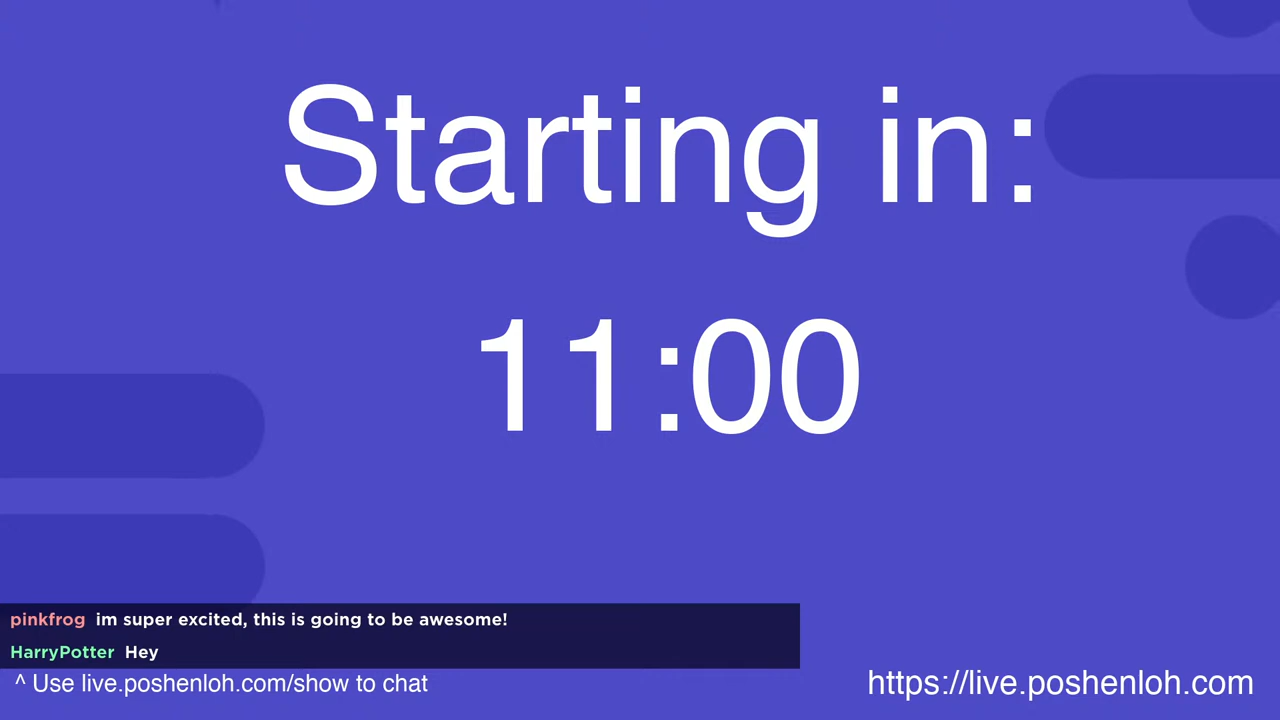 Starting in:
11:00
pinkfrog im super excited, this is going to be awesome!
HarryPotter Hey
^ Use live.poshenloh.com/show to chat
https://live.poshenloh.com